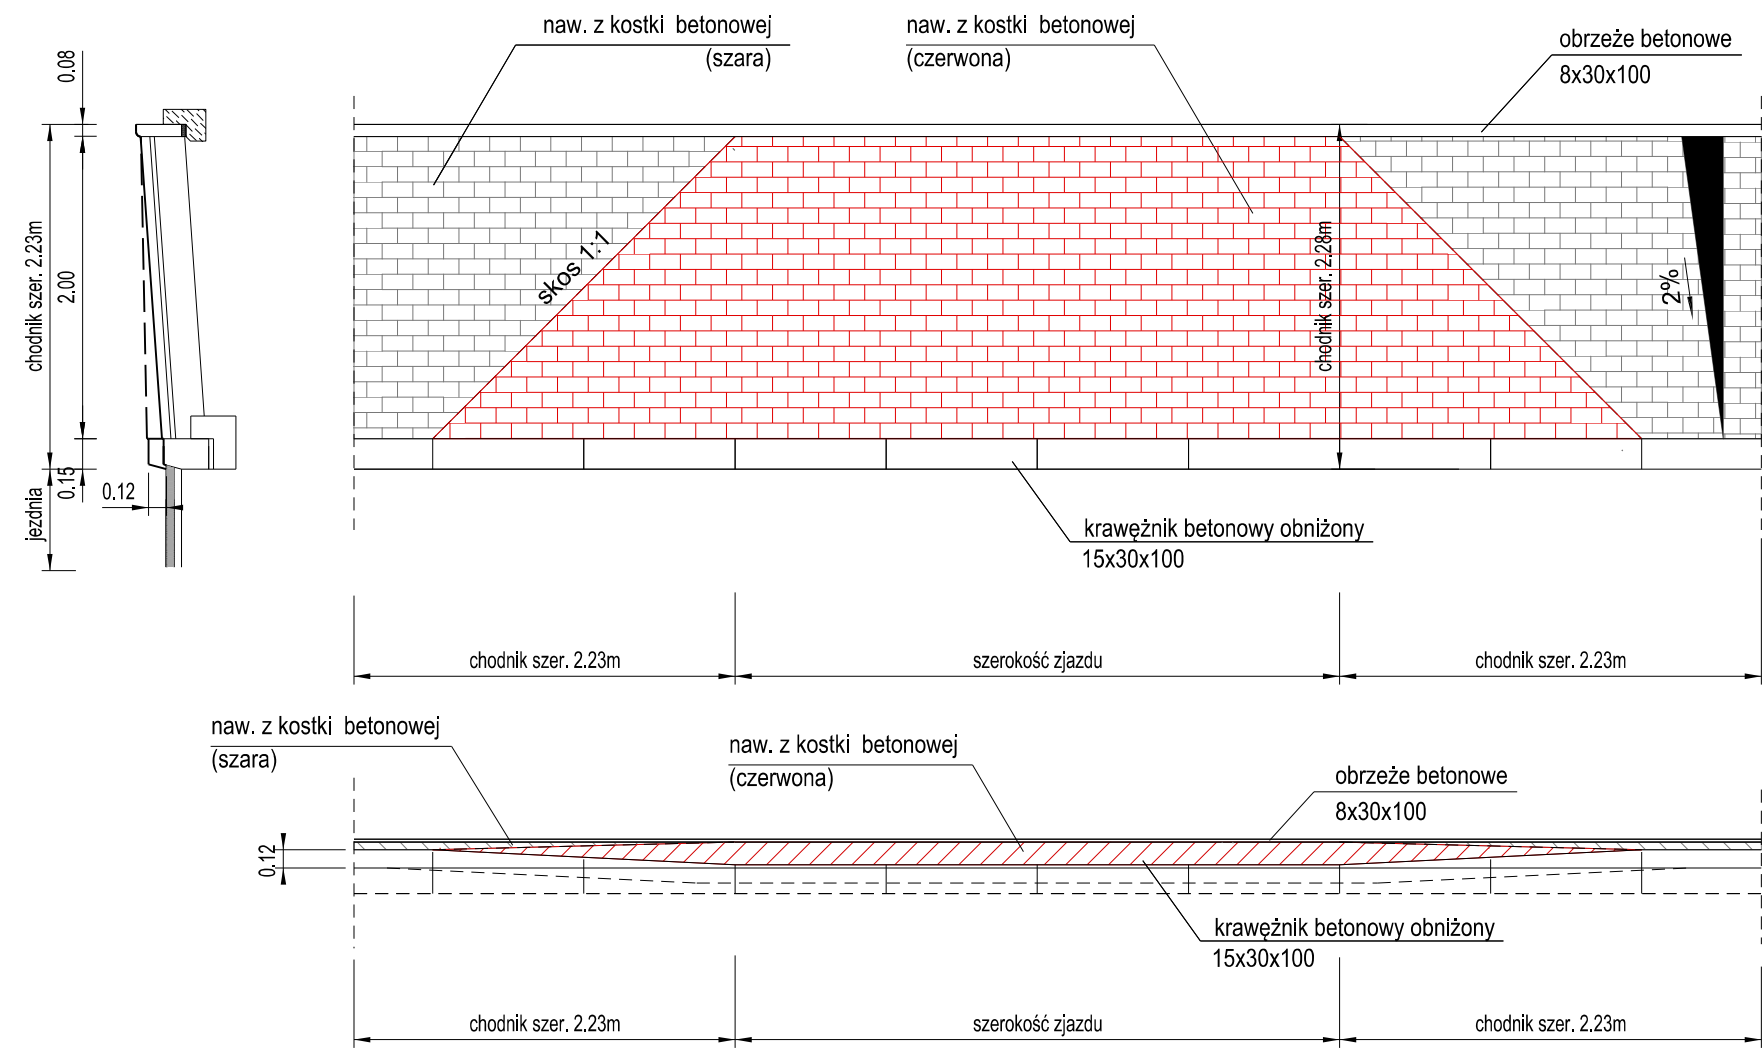 naw. z kostki betonowej
(szara)
naw. z kostki betonowej
(czerwona)
obrzeże betonowe
8x30x100
0.08
chodnik szer. 2.23m
2.00
0.15
jezdnia
0.12
skos 1:1
chodnik szer. 2.28m
2%
krawężnik betonowy obniżony
15x30x100
chodnik szer. 2.23m
szerokość zjazdu
chodnik szer. 2.23m
naw. z kostki betonowej
(szara)
naw. z kostki betonowej
(czerwona)
obrzeże betonowe
8x30x100
0.12
krawężnik betonowy obniżony
15x30x100
chodnik szer. 2.23m
szerokość zjazdu
chodnik szer. 2.23m